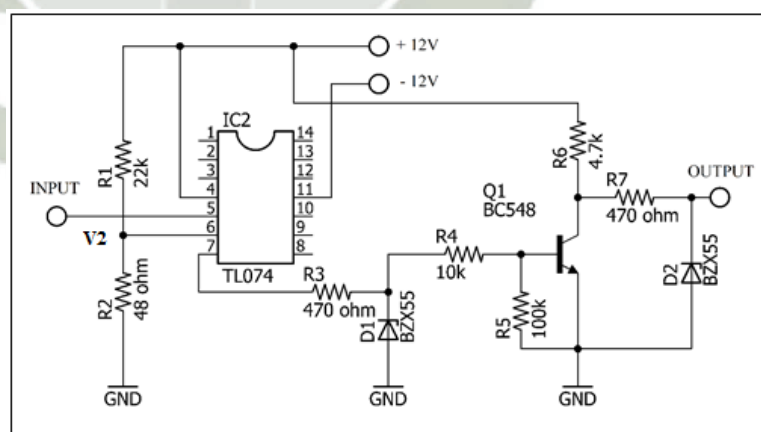 + 12V
- 12V
IC2
1 14
2 13
3 12
4 11
5 10
6 9
7 8
TL074
INPUT
V2
R1
22k
R2
48 ohm
R3
470 ohm
D1
BZX55
R4
10k
R5
100k
Q1
BC548
R6
4.7k
R7
470 ohm
OUTPUT
D2
BZX55
GND
GND
GND